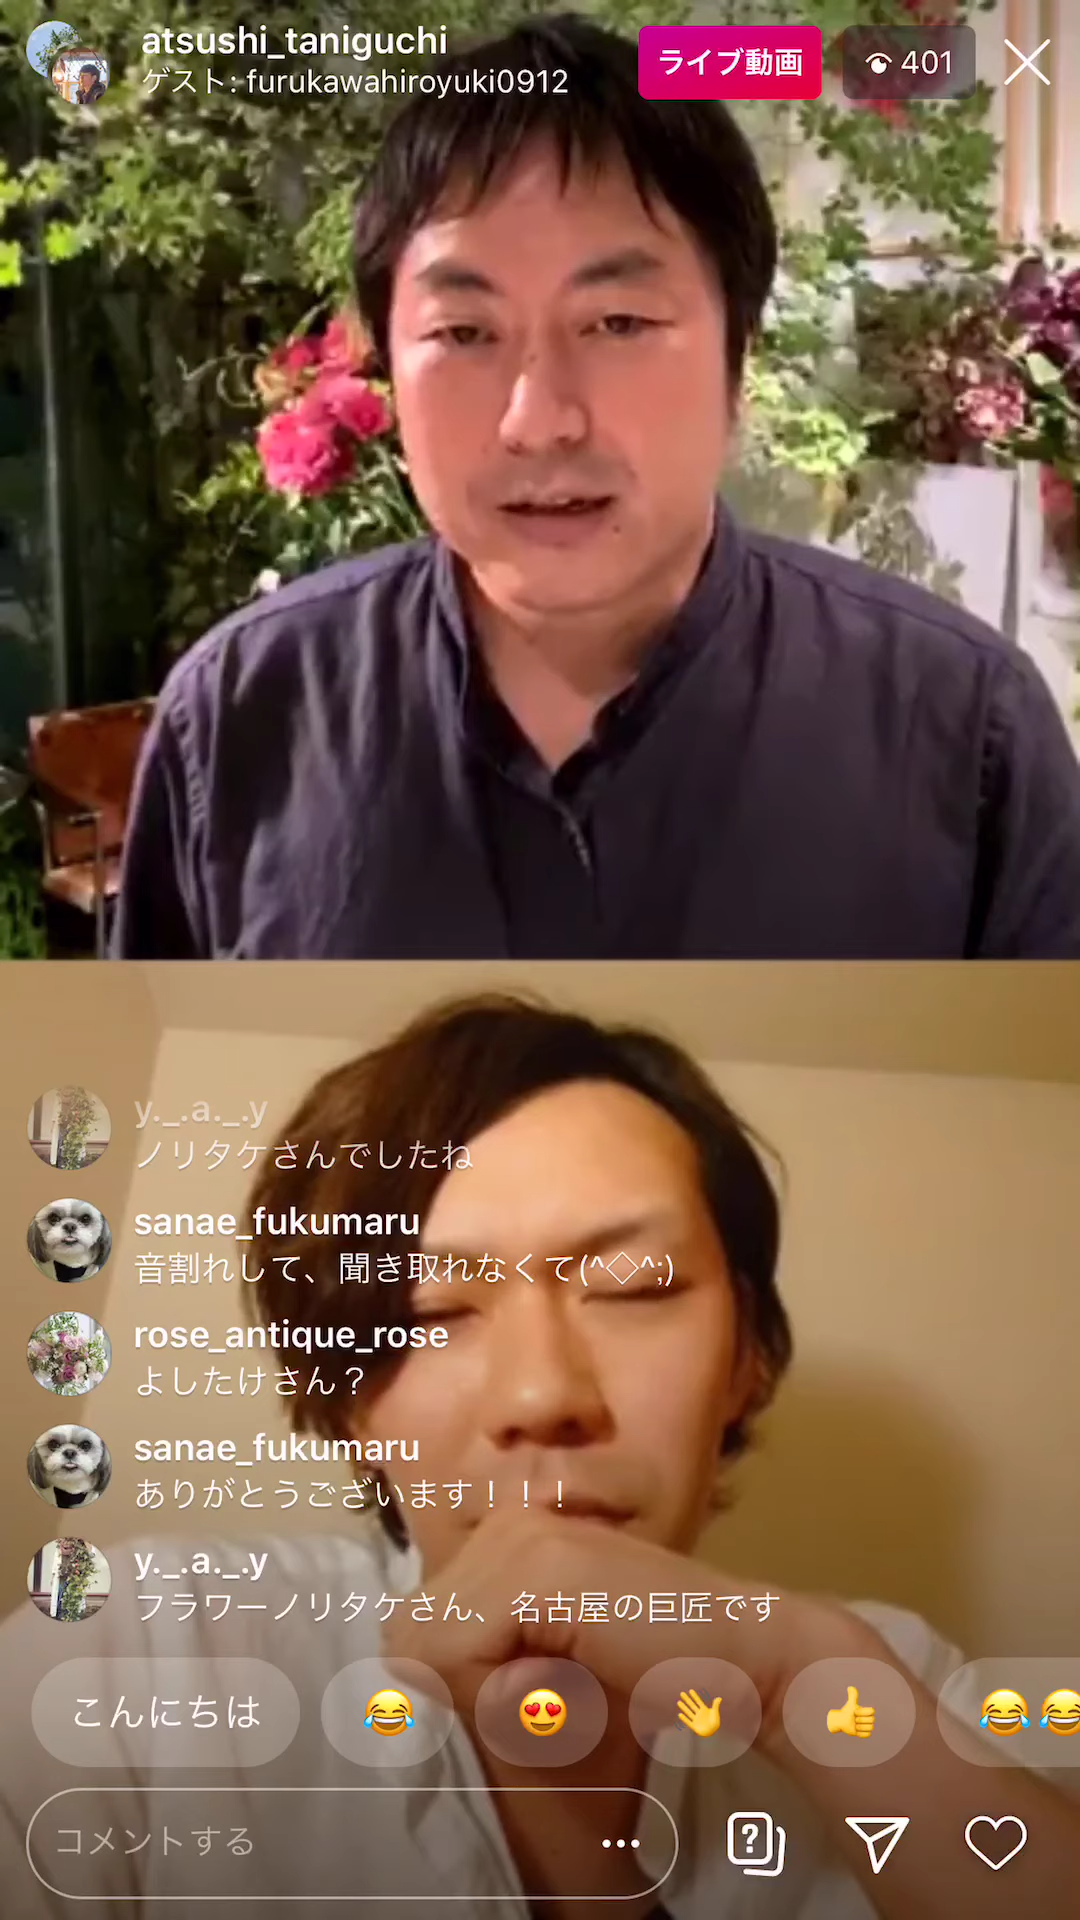 atsushi_taniguchi
ゲスト: furukawahiroyuki0912
ライブ動画
401
y._.a._.y
ノリタケさんでしたね
sanae_fukumaru
音割れして、聞き取れなくて(^◇^;)
rose_antique_rose
よしたけさん？
sanae_fukumaru
ありがとうございます！！！
y._.a._.y
フラワーノリタケさん、名古屋の巨匠です
こんにちは
コメントする